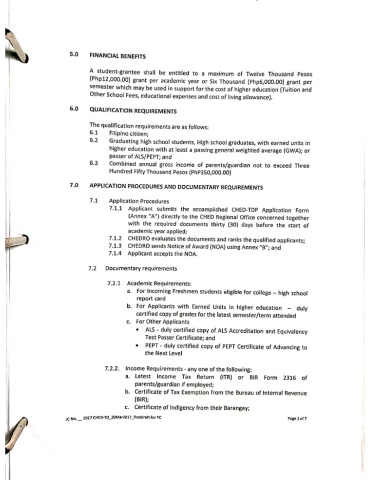 5.0 FINANCIAL BENEFITS
A student-grantee shall be entitled to a maximum of Twelve Thousand Pesos
(Php12,000.00) grant per academic year or Six Thousand (Php6,000.00) grant per
semester which may be used in support for the cost of higher education (Tuition and
Other School Fees, educational expenses and cost of living allowance).
6.0 QUALIFICATION REQUIREMENTS
The qualification requirements are as follows:
6.1 Filipino citizen;
6.2 Graduating high school students, High school graduates, with earned units in
higher education with at least a passing general weighted average (GWA); or
passer of ALS/PEPT; and
6.3 Combined annual gross income of parents/guardian not to exceed Three
Hundred Fifty Thousand Pesos (PhP350,000.00)
7.0 APPLICATION PROCEDURES AND DOCUMENTARY REQUIREMENTS
7.1 Application Procedures
7.1.1 Applicant submits the accomplished CHED-TDP Application Form
(Annex "A") directly to the CHED Regional Office concerned together
with the required documents thirty (30) days before the start of
academic year applied;
7.1.2 CHEDRO evaluates the documents and ranks the qualified applicants;
7.1.3 CHEDRO sends Notice of Award (NOA) using Annex "B"; and
7.1.4 Applicant accepts the NOA.
7.2 Documentary requirements
7.2.1 Academic Requirements:
a. For Incoming Freshmen students eligible for college – high school
report card
b. For Applicants with Earned Units in higher education – duly
certified copy of grades for the latest semester/term attended
c. For Other Applicants
• ALS - duly certified copy of ALS Accreditation and Equivalency
Test Passer Certificate; and
• PEPT - duly certified copy of PEPT Certificate of Advancing to
the Next Level
7.2.2. Income Requirements - any one of the following:
a. Latest Income Tax Return (ITR) or BIR Form 2316 of
parents/guardian if employed;
b. Certificate of Tax Exemption from the Bureau of Internal Revenue
(BIR);
c. Certificate of Indigency from their Barangay;
JC No. __ 2017 Page 2 of 7